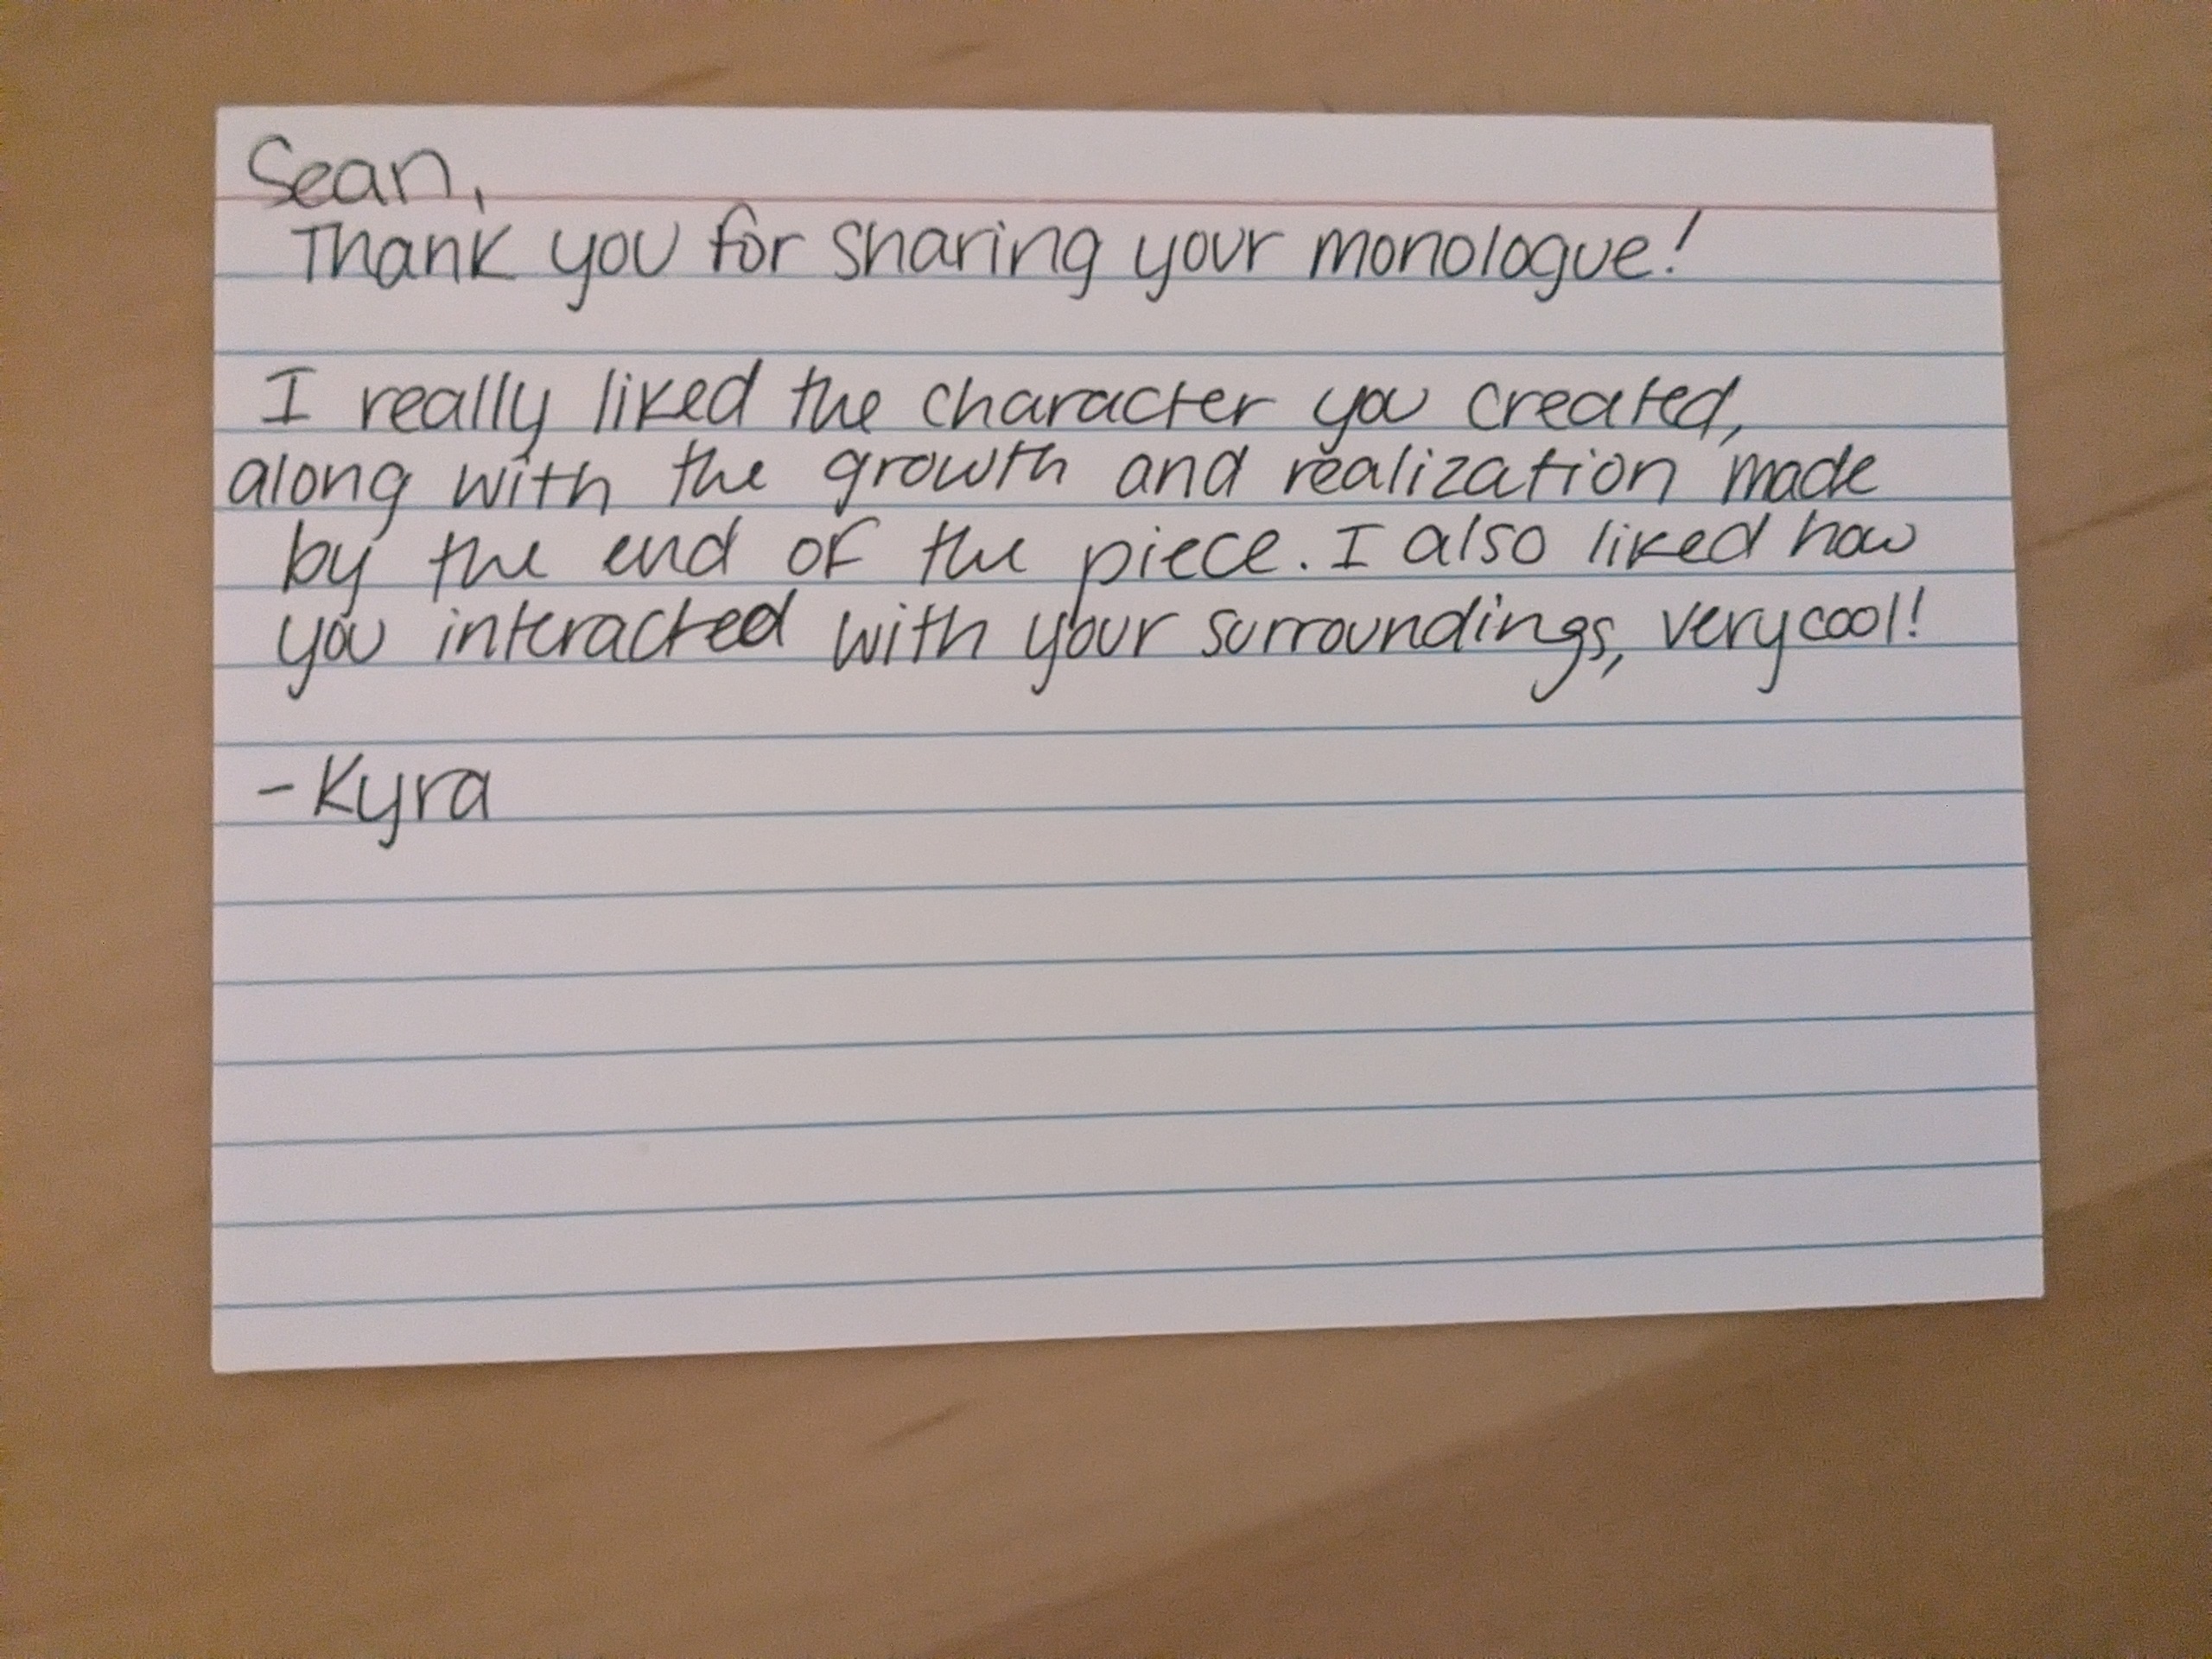 Sean,
Thank you for sharing your monologue!
I really liked the character you created,
along with the growth and realization made
by the end of the piece. I also liked how
you interacted with your surroundings, very cool!
-Kyra